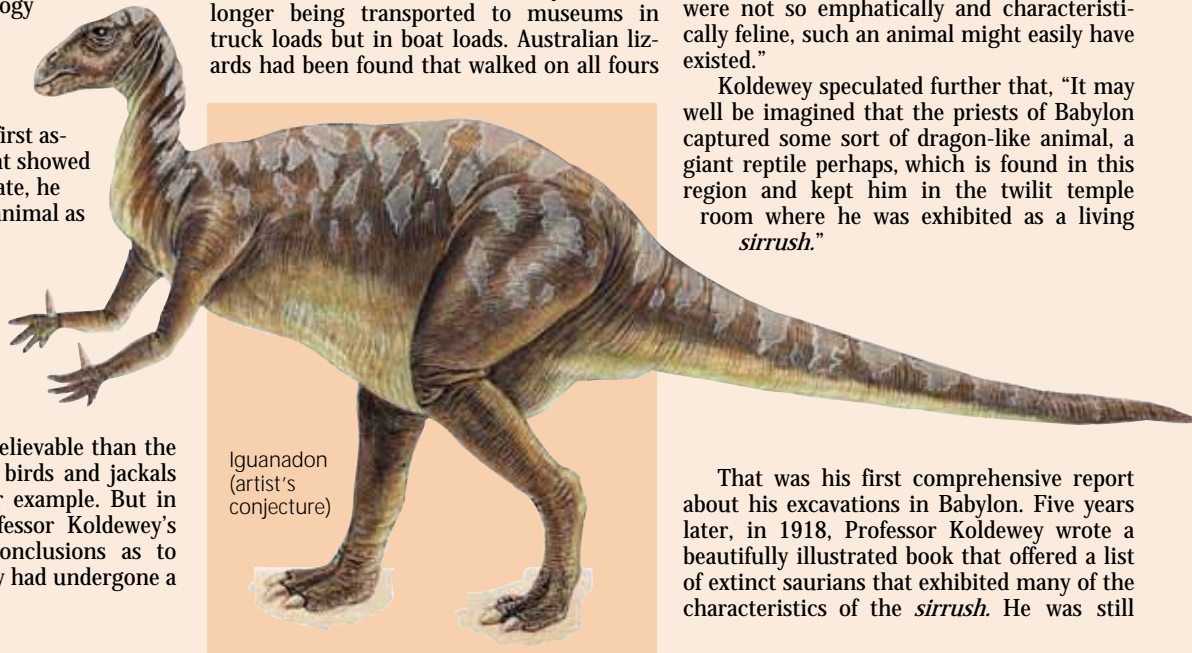 ogy
first as-
nt showed
ate, he
animal as
elievable than the
birds and jackals
r example. But in
fessor Koldewey's
onclusions as to
y had undergone a
longer being transported to museums in
truck loads but in boat loads. Australian liz-
ards had been found that walked on all fours
Iguanadon
(artist's
conjecture)
were not so emphatically and characteristi-
cally feline, such an animal might easily have
existed.”
Koldewey speculated further that, “It may
well be imagined that the priests of Babylon
captured some sort of dragon-like animal, a
giant reptile perhaps, which is found in this
region and kept him in the twilit temple
room where he was exhibited as a living
sirrush.”
That was his first comprehensive report
about his excavations in Babylon. Five years
later, in 1918, Professor Koldewey wrote a
beautifully illustrated book that offered a list
of extinct saurians that exhibited many of the
characteristics of the sirrush. He was still